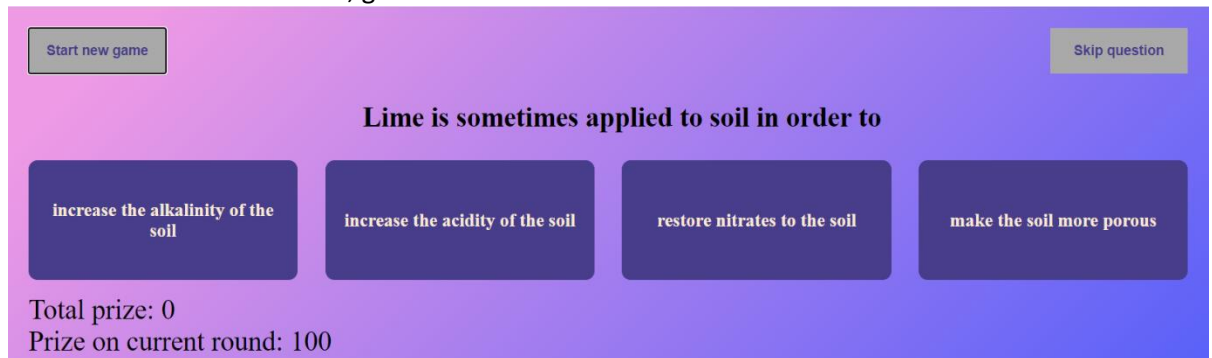 Start new game
Skip question
Lime is sometimes applied to soil in order to
increase the alkalinity of the
soil
increase the acidity of the soil
restore nitrates to the soil
make the soil more porous
Total prize: 0
Prize on current round: 100